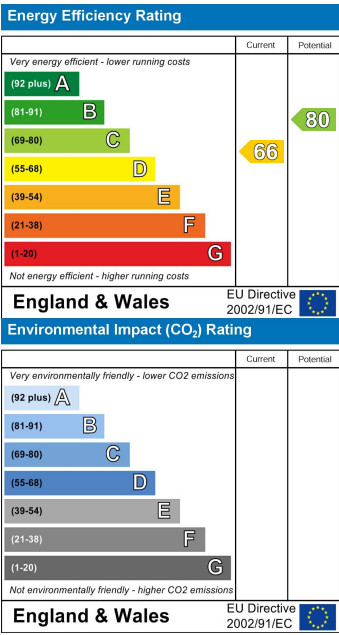 Energy Efficiency Rating
Current Potential
Very energy efficient - lower running costs
(92 plus) A
(81-91) B
(69-80) C
(55-68) D
(39-54) E
(21-38) F
(1-20) G
66
80
Not energy efficient - higher running costs
England & Wales
EU Directive
2002/91/EC
Environmental Impact (CO₂) Rating
Current Potential
Very environmentally friendly - lower CO2 emissions
(92 plus) A
(81-91) B
(69-80) C
(55-68) D
(39-54) E
(21-38) F
(1-20) G
Not environmentally friendly - higher CO2 emissions
England & Wales
EU Directive
2002/91/EC